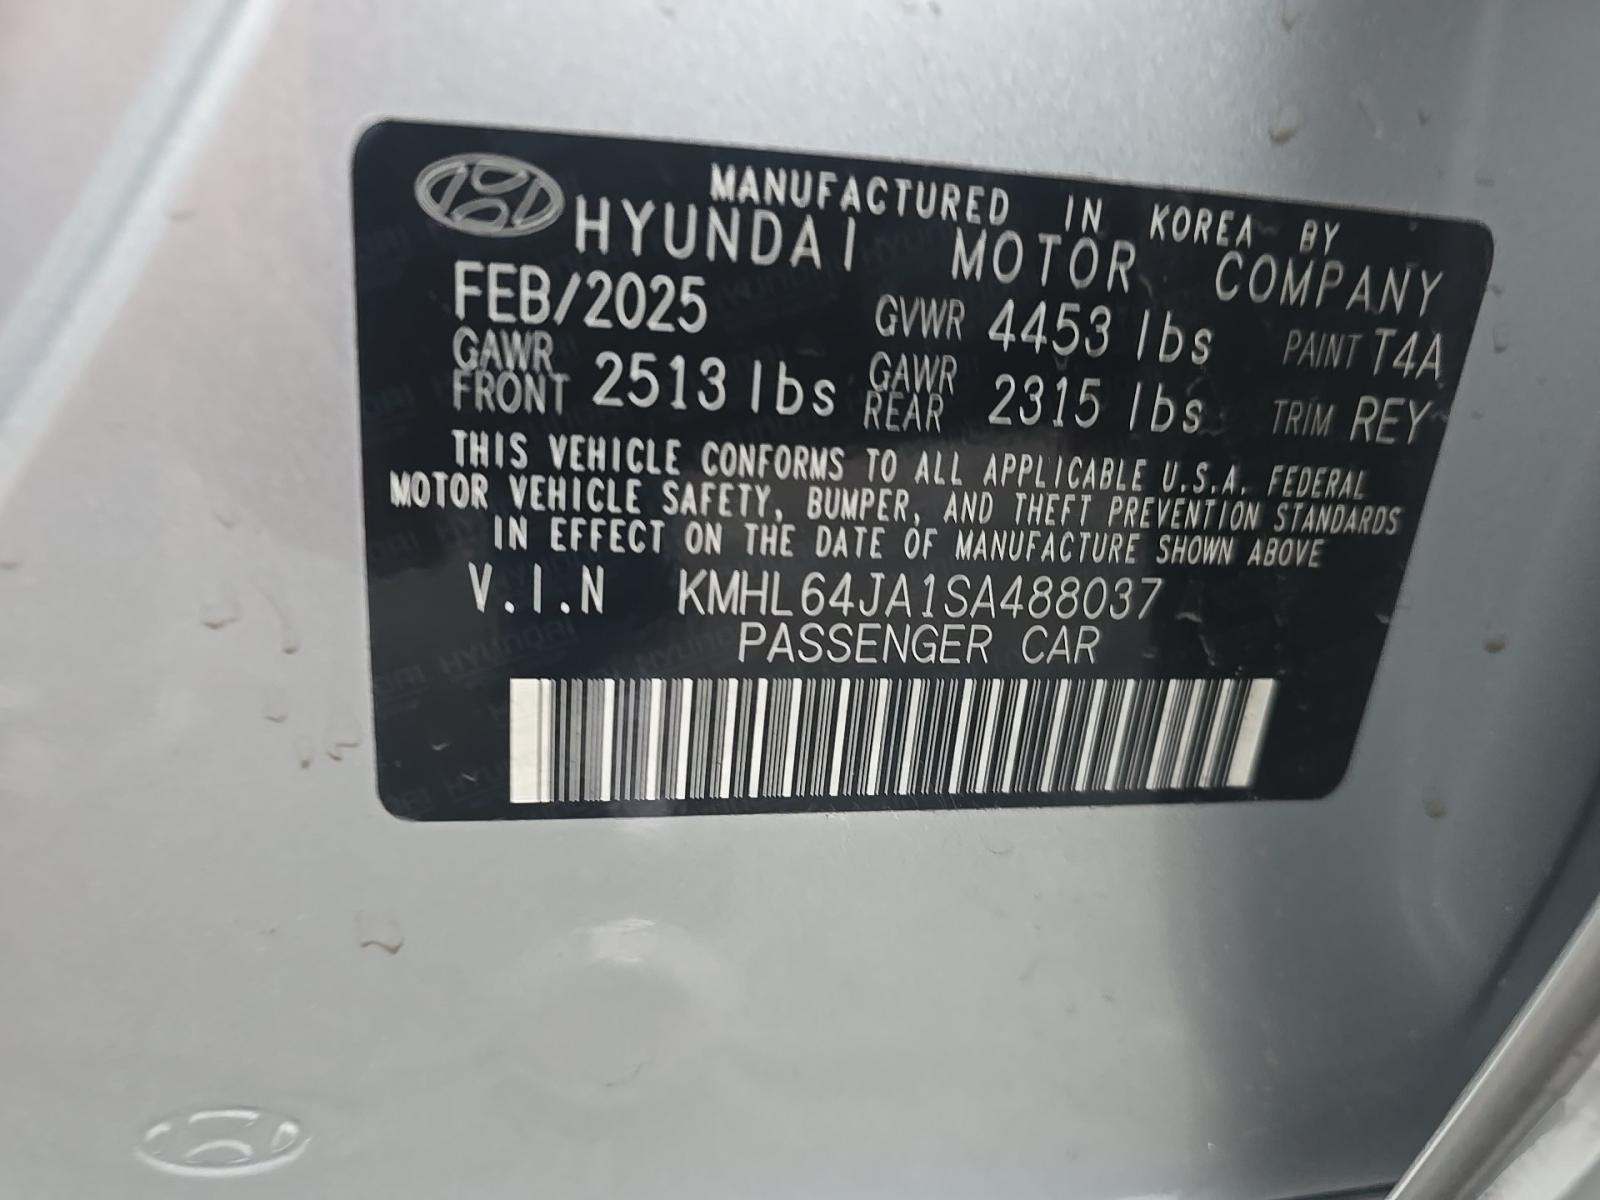 MANUFACTURED IN KOREA BY
HYUNDAI MOTOR COMPANY
FEB/2025 GVWR 4453 lbs PAINT T4A
GAWR FRONT 2513 lbs GAWR REAR 2315 lbs TRIM REY
THIS VEHICLE CONFORMS TO ALL APPLICABLE U.S.A. FEDERAL
MOTOR VEHICLE SAFETY, BUMPER, AND THEFT PREVENTION STANDARDS
IN EFFECT ON THE DATE OF MANUFACTURE SHOWN ABOVE
V.I.N KMHL64JA1SA488037
PASSENGER CAR